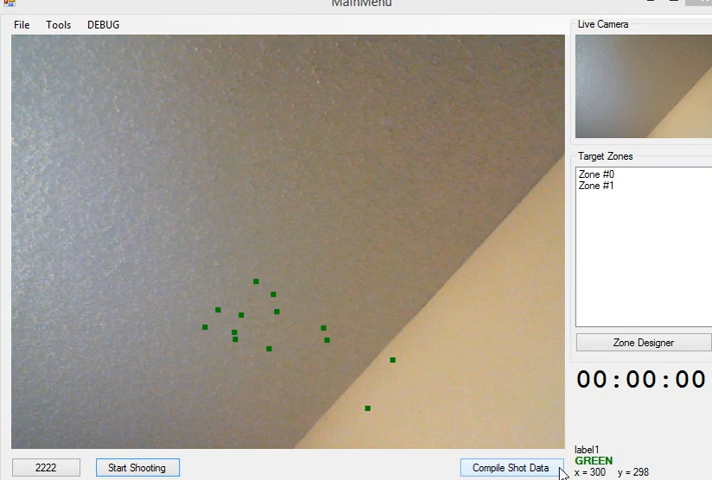 MainMenu
File Tools DEBUG
Live Camera
Target Zones
Zone #0
Zone #1
Zone Designer
00:00:00
label1
GREEN
x = 300 y = 298
2222
Start Shooting
Compile Shot Data